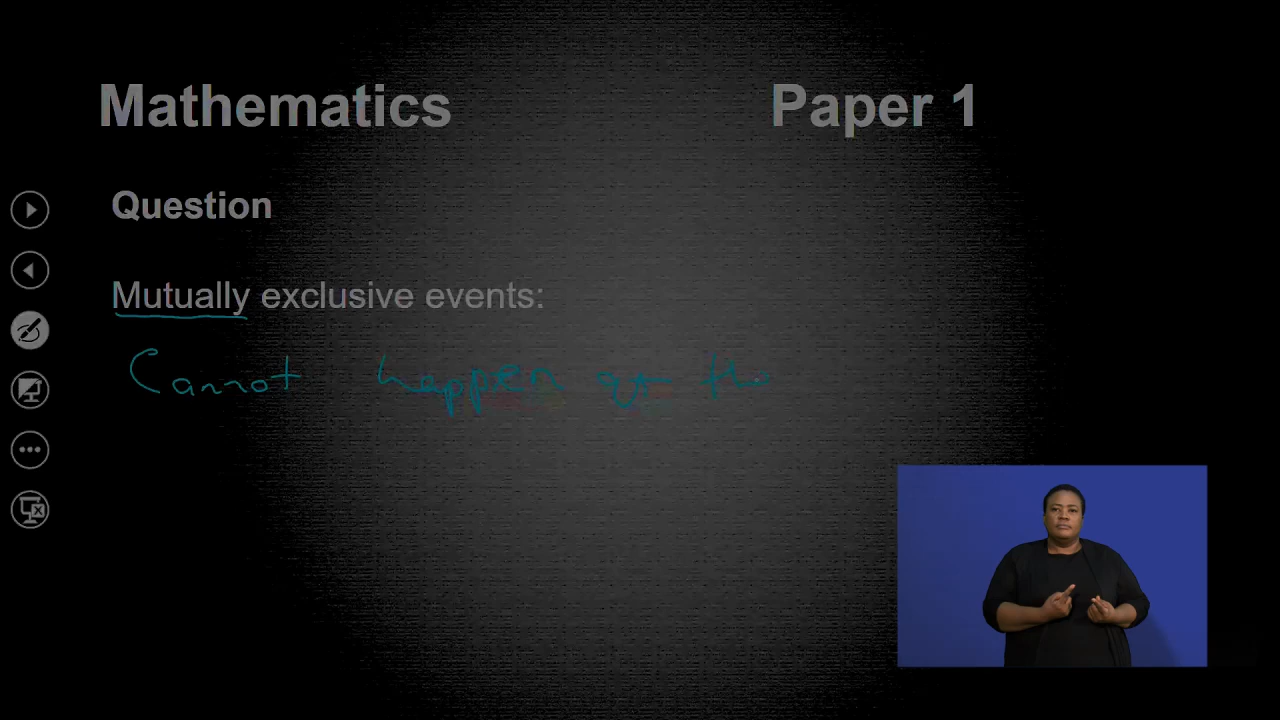 Mathematics Paper 1
Question
Mutually exclusive events:
Cannot happen at the